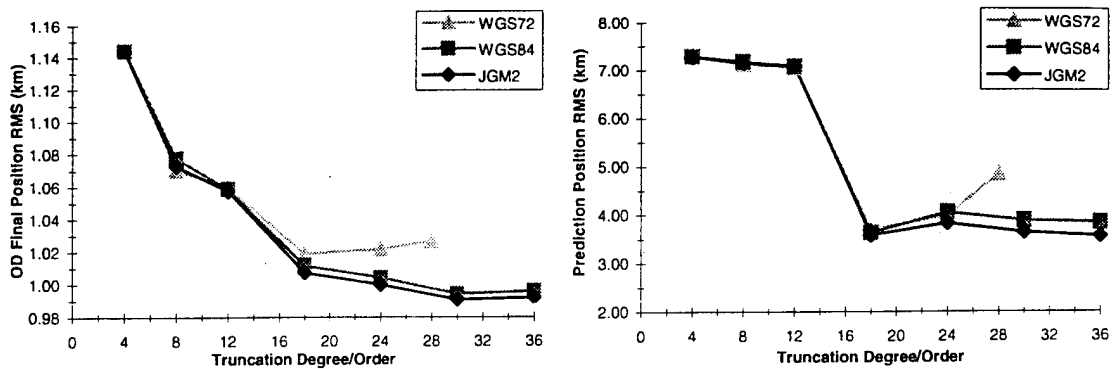 OD Final Position RMS (km)
1.16
1.14
1.12
1.10
1.08
1.06
1.04
1.02
1.00
0.98
0 4 8 12 16 20 24 28 32 36
Truncation Degree/Order
WGS72
WGS84
JGM2
Prediction Position RMS (km)
8.00
7.00
6.00
5.00
4.00
3.00
2.00
0 4 8 12 16 20 24 28 32 36
Truncation Degree/Order
WGS72
WGS84
JGM2